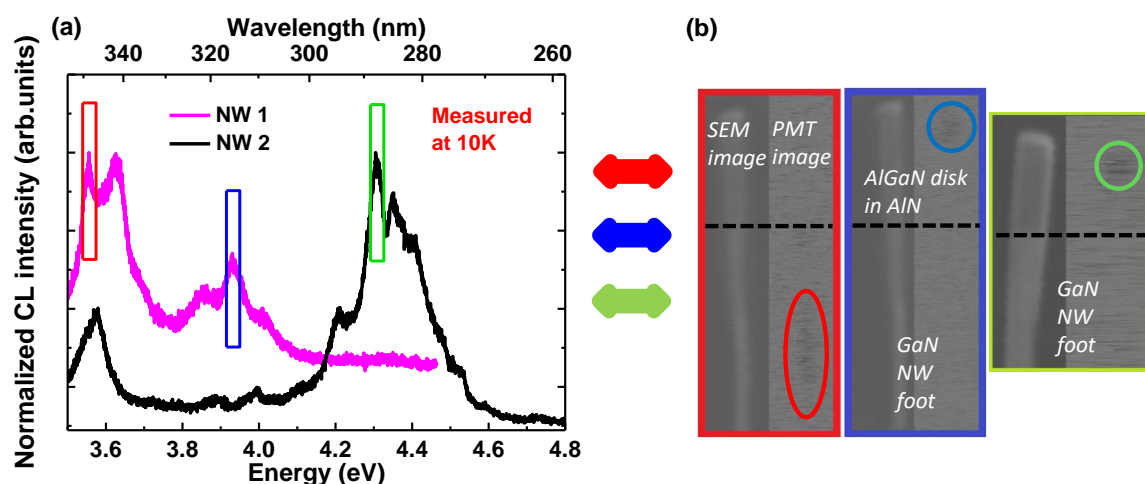 (a)
Wavelength (nm)
340
320
300
280
260
Normalized CL intensity (arb.units)
NW 1
NW 2
Measured
at 10K
3.6
3.8
4.0
4.2
4.4
4.6
4.8
Energy (eV)
(b)
SEM
image
PMT
image
AlGaN disk
in AlN
GaN
NW
foot
GaN
NW
foot